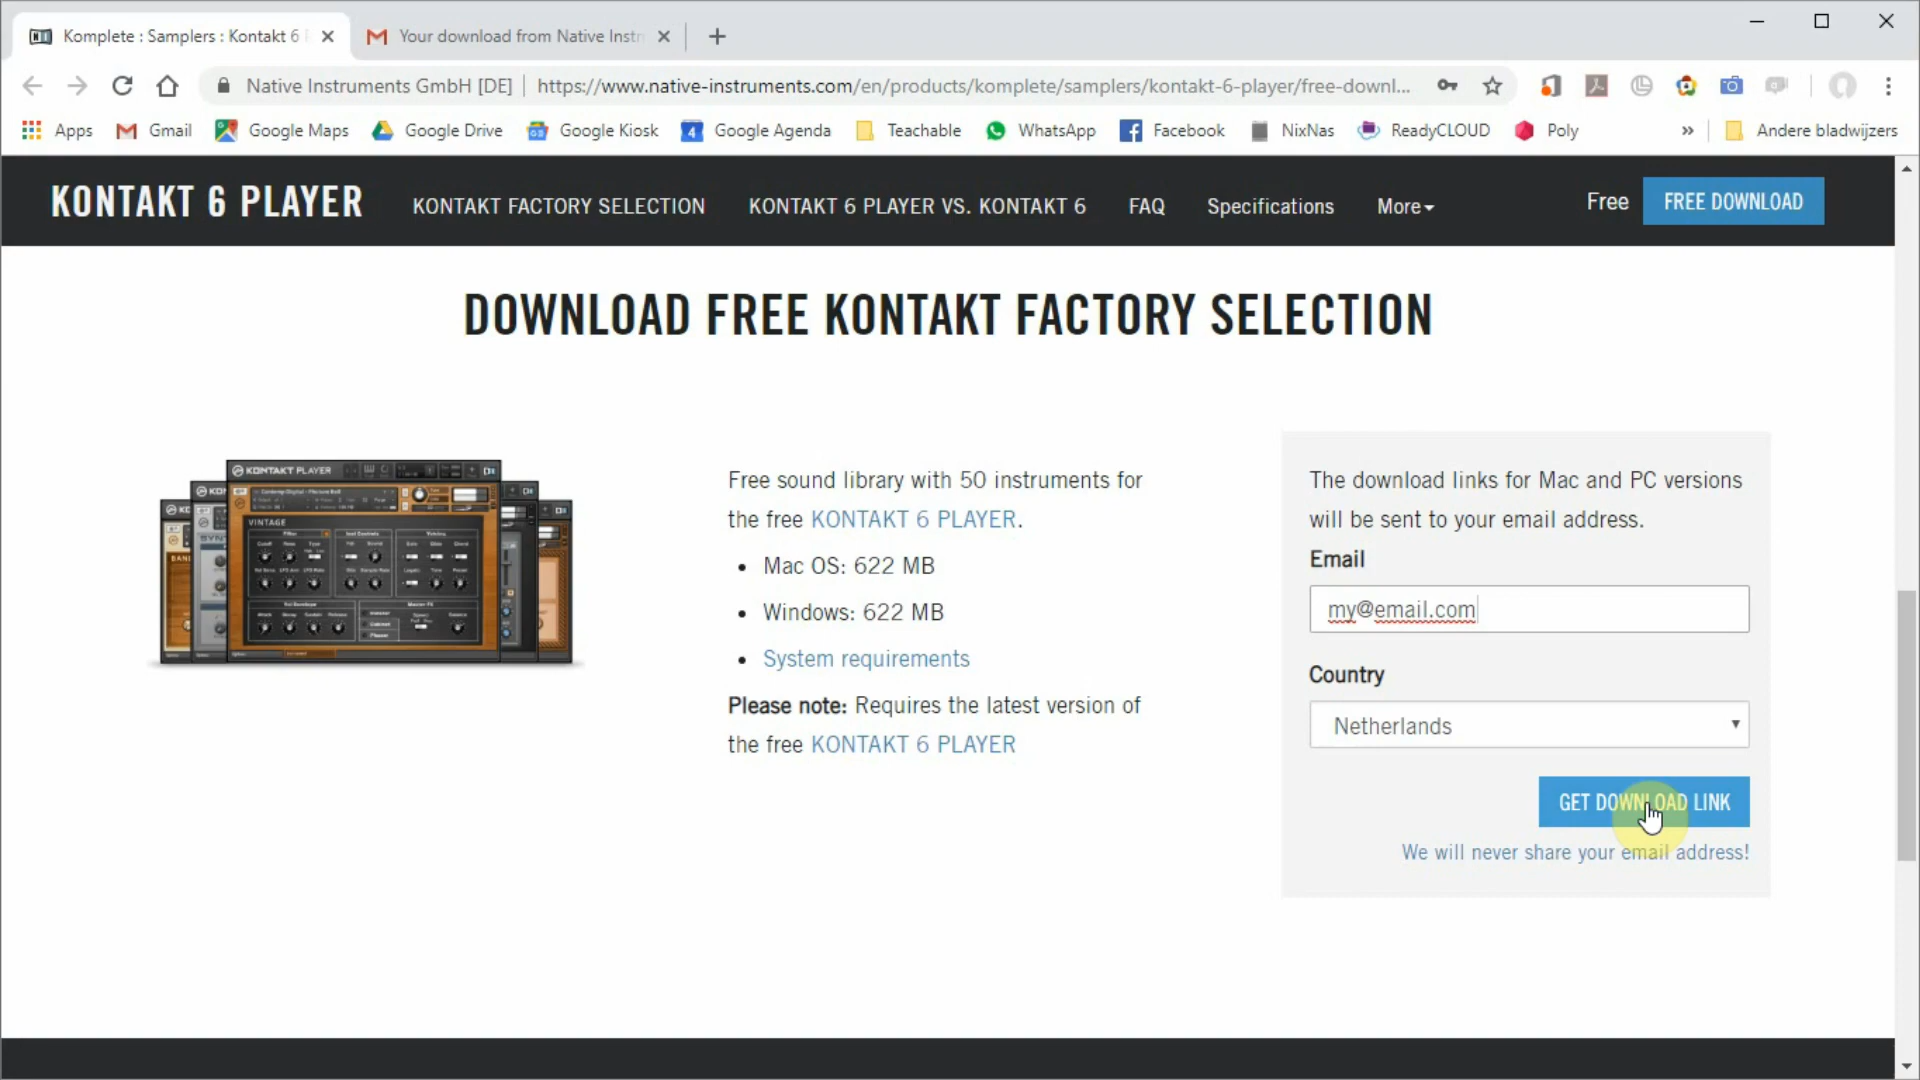 Komplete : Samplers : Kontakt 6
Your download from Native Instr
Native Instruments GmbH [DE]
https://www.native-instruments.com/en/products/komplete/samplers/kontakt-6-player/free-downl...
Apps
Gmail
Google Maps
Google Drive
Google Kiosk
4
Google Agenda
Teachable
WhatsApp
Facebook
NixNas
ReadyCLOUD
Poly
»
Andere bladwijzers
KONTAKT 6 PLAYER
KONTAKT FACTORY SELECTION
KONTAKT 6 PLAYER VS. KONTAKT 6
FAQ
Specifications
More
Free
FREE DOWNLOAD
DOWNLOAD FREE KONTAKT FACTORY SELECTION
KONTAKT PLAYER
VINTAGE
Free sound library with 50 instruments for
the free KONTAKT 6 PLAYER.
• Mac OS: 622 MB
• Windows: 622 MB
• System requirements
Please note: Requires the latest version of
the free KONTAKT 6 PLAYER
The download links for Mac and PC versions
will be sent to your email address.
Email
my@email.com
Country
Netherlands
GET DOWNLOAD LINK
We will never share your email address!